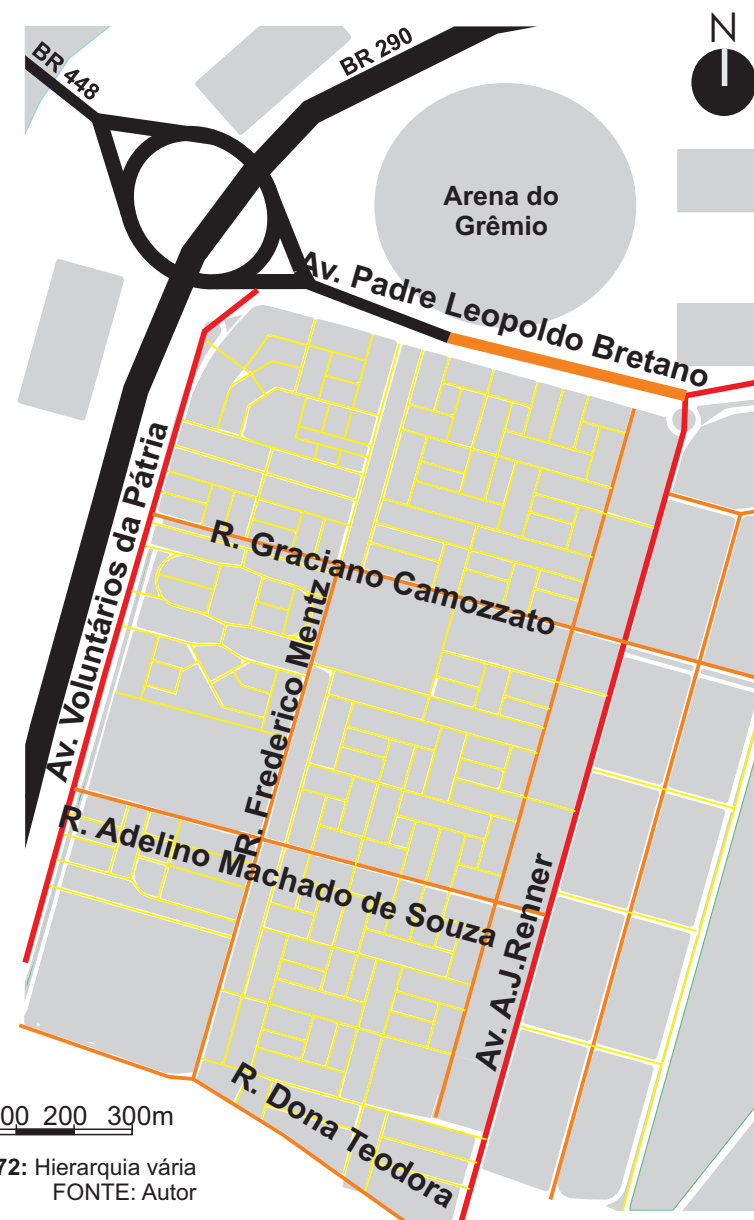 N
BR 448
BR 290
Arena do
Grêmio
Av. Padre Leopoldo Bretano
Av. Voluntários da Pátria
R. Graciano Camozzato
R. Frederico Mentz
R. Adelino Machado de Souza
Av. A.J.Renner
R. Dona Teodora
00 200 300m
72: Hierarquia vária
FONTE: Autor